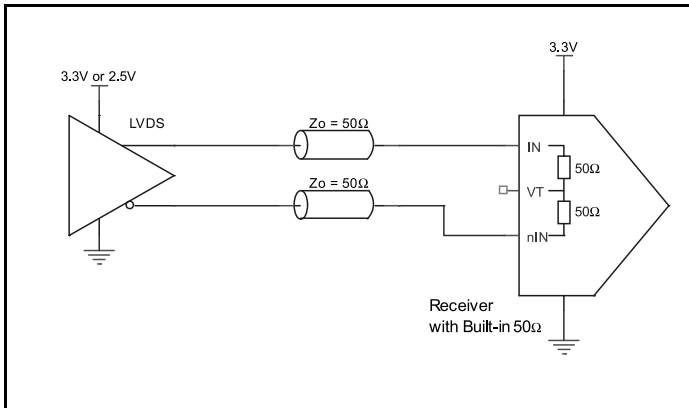 3.3V
3.3V or 2.5V
LVDS
Zo = 50Ω
IN
50Ω
Zo = 50Ω
VT
50Ω
nIN
Receiver
with Built-in 50Ω